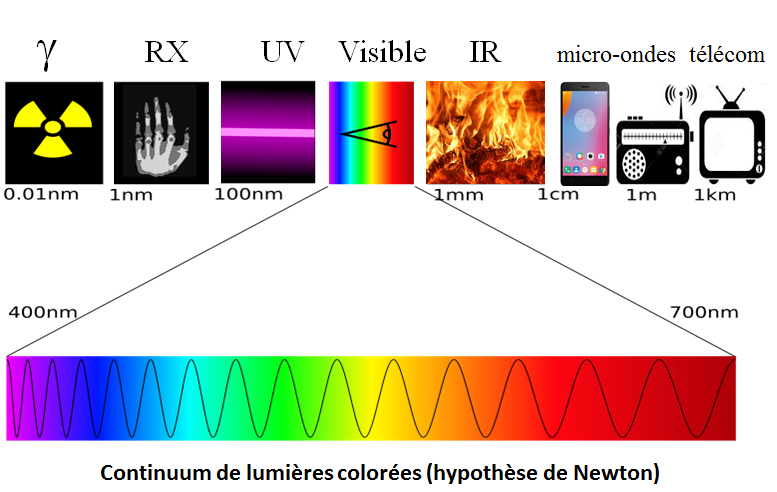 γ RX UV Visible IR micro-ondes télécom
0.01nm 1nm 100nm 1mm 1cm 1m 1km
400nm 700nm
Continuum de lumières colorées (hypothèse de Newton)